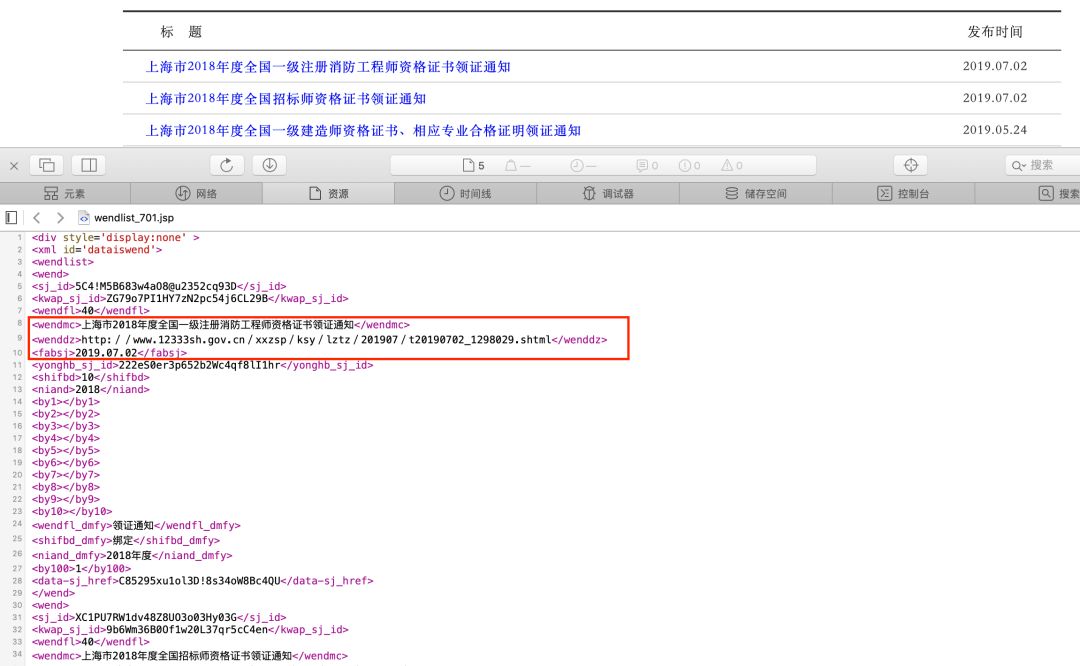 标 题 发布时间
上海市2018年度全国一级注册消防工程师资格证书领证通知 2019.07.02
上海市2018年度全国招标师资格证书领证通知 2019.07.02
上海市2018年度全国一级建造师资格证书、相应专业合格证明领证通知 2019.05.24
5 — — 0 0 0 搜索
元素 网络 资源 时间线 调试器 储存空间 控制台 搜索
wendlist_701.jsp
1 <div style='display:none' >
2 <xml id='dataiswend'>
3 <wendlist>
4 <wend>
5 <sj_id>5C4!M5B683w4aO8@u2352cq93D</sj_id>
6 <kwap_sj_id>ZG79o7PI1HY7zN2pc54j6CL29B</kwap_sj_id>
7 <wendfl>40</wendfl>
8 <wendmc>上海市2018年度全国一级注册消防工程师资格证书领证通知</wendmc>
9 <wenddz>http://www.12333sh.gov.cn/xxzsp/ksy/lztz/201907/t20190702_1298029.shtml</wenddz>
10 <fabsj>2019.07.02</fabsj>
11 <yonghb_sj_id>222eS0er3p652b2Wc4qf8lI1hr</yonghb_sj_id>
12 <shifbd>10</shifbd>
13 <niand>2018</niand>
14 <by1></by1>
15 <by2></by2>
16 <by3></by3>
17 <by4></by4>
18 <by5></by5>
19 <by6></by6>
20 <by7></by7>
21 <by8></by8>
22 <by9></by9>
23 <by10></by10>
24 <wendfl_dmfy>领证通知</wendfl_dmfy>
25 <shifbd_dmfy>绑定</shifbd_dmfy>
26 <niand_dmfy>2018年度</niand_dmfy>
27 <by100>1</by100>
28 <data-sj_href>C85295xu1ol3D!8s34oW8Bc4QU</data-sj_href>
29 </wend>
30 <wend>
31 <sj_id>XC1PU7RW1dv48Z8UO3o03Hy03G</sj_id>
32 <kwap_sj_id>9b6Wm36B0Of1w20L37qr5cC4en</kwap_sj_id>
33 <wendfl>40</wendfl>
34 <wendmc>上海市2018年度全国招标师资格证书领证通知</wendmc>